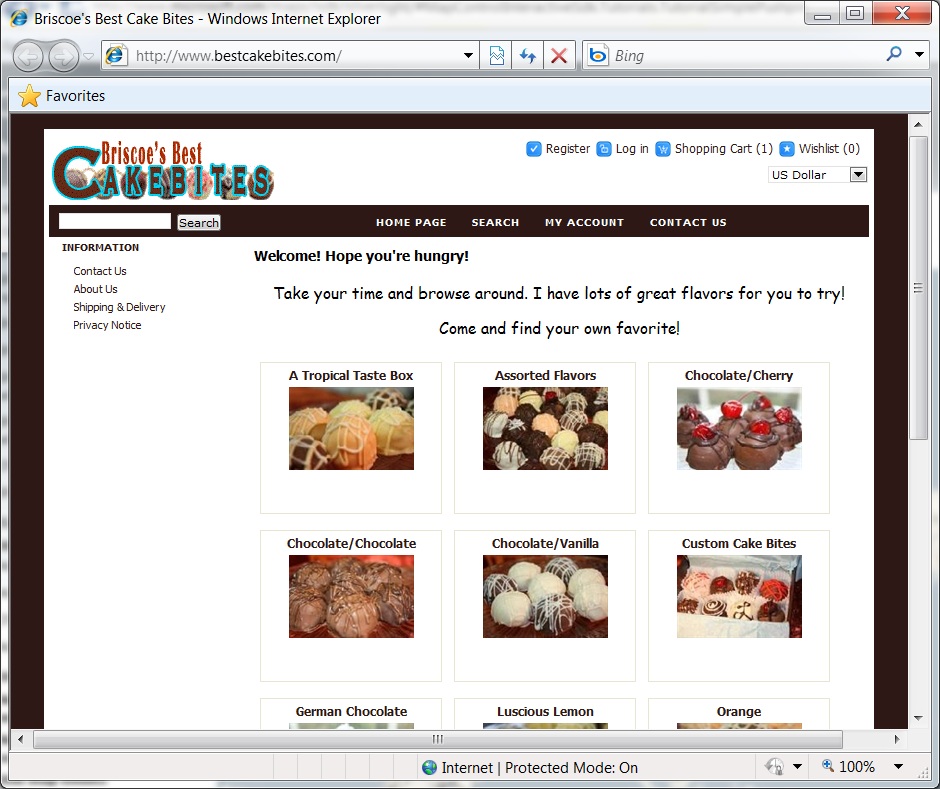 Briscoe's Best Cake Bites - Windows Internet Explorer
http://www.bestcakebites.com/
Bing
Favorites
Briscoe's Best
CAKEBITES
Register Log in Shopping Cart (1) Wishlist (0)
US Dollar
Search
HOME PAGE SEARCH MY ACCOUNT CONTACT US
INFORMATION
Contact Us
About Us
Shipping & Delivery
Privacy Notice
Welcome! Hope you're hungry!
Take your time and browse around. I have lots of great flavors for you to try!
Come and find your own favorite!
A Tropical Taste Box
Assorted Flavors
Chocolate/Cherry
Chocolate/Chocolate
Chocolate/Vanilla
Custom Cake Bites
German Chocolate
Luscious Lemon
Orange
Internet | Protected Mode: On
100%